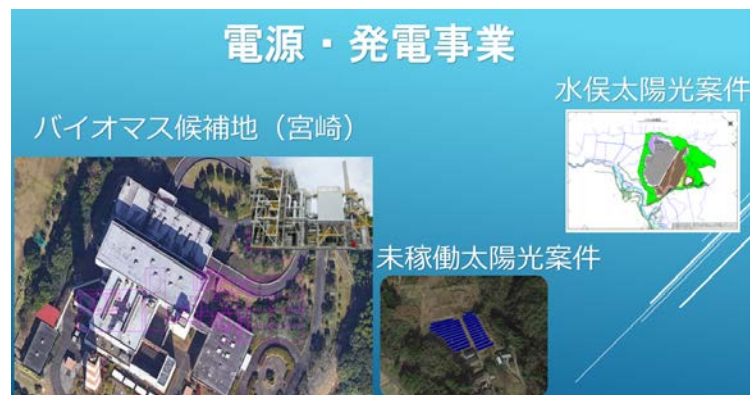 電源・発電事業
水俣太陽光案件
バイオマス候補地（宮崎）
未稼働太陽光案件